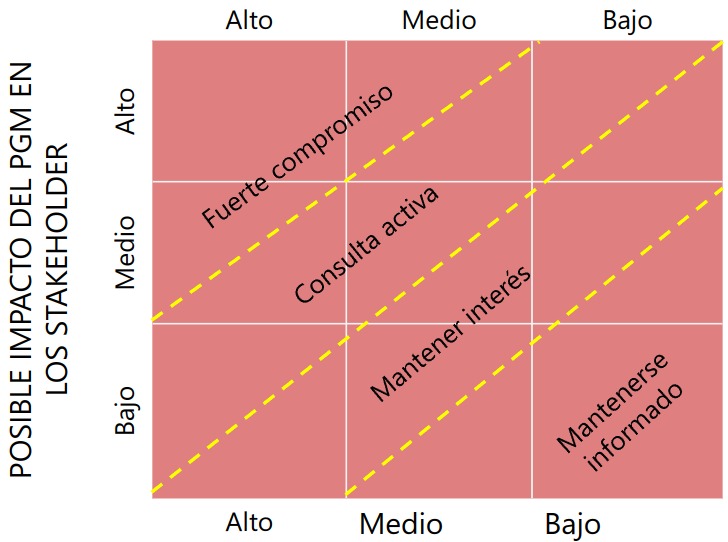 Alto
Medio
Bajo
POSIBLE IMPACTO DEL PGM EN
LOS STAKEHOLDER
Alto
Medio
Bajo
Fuerte compromiso
Consulta activa
Mantener interés
Mantenerse
informado
Alto
Medio
Bajo